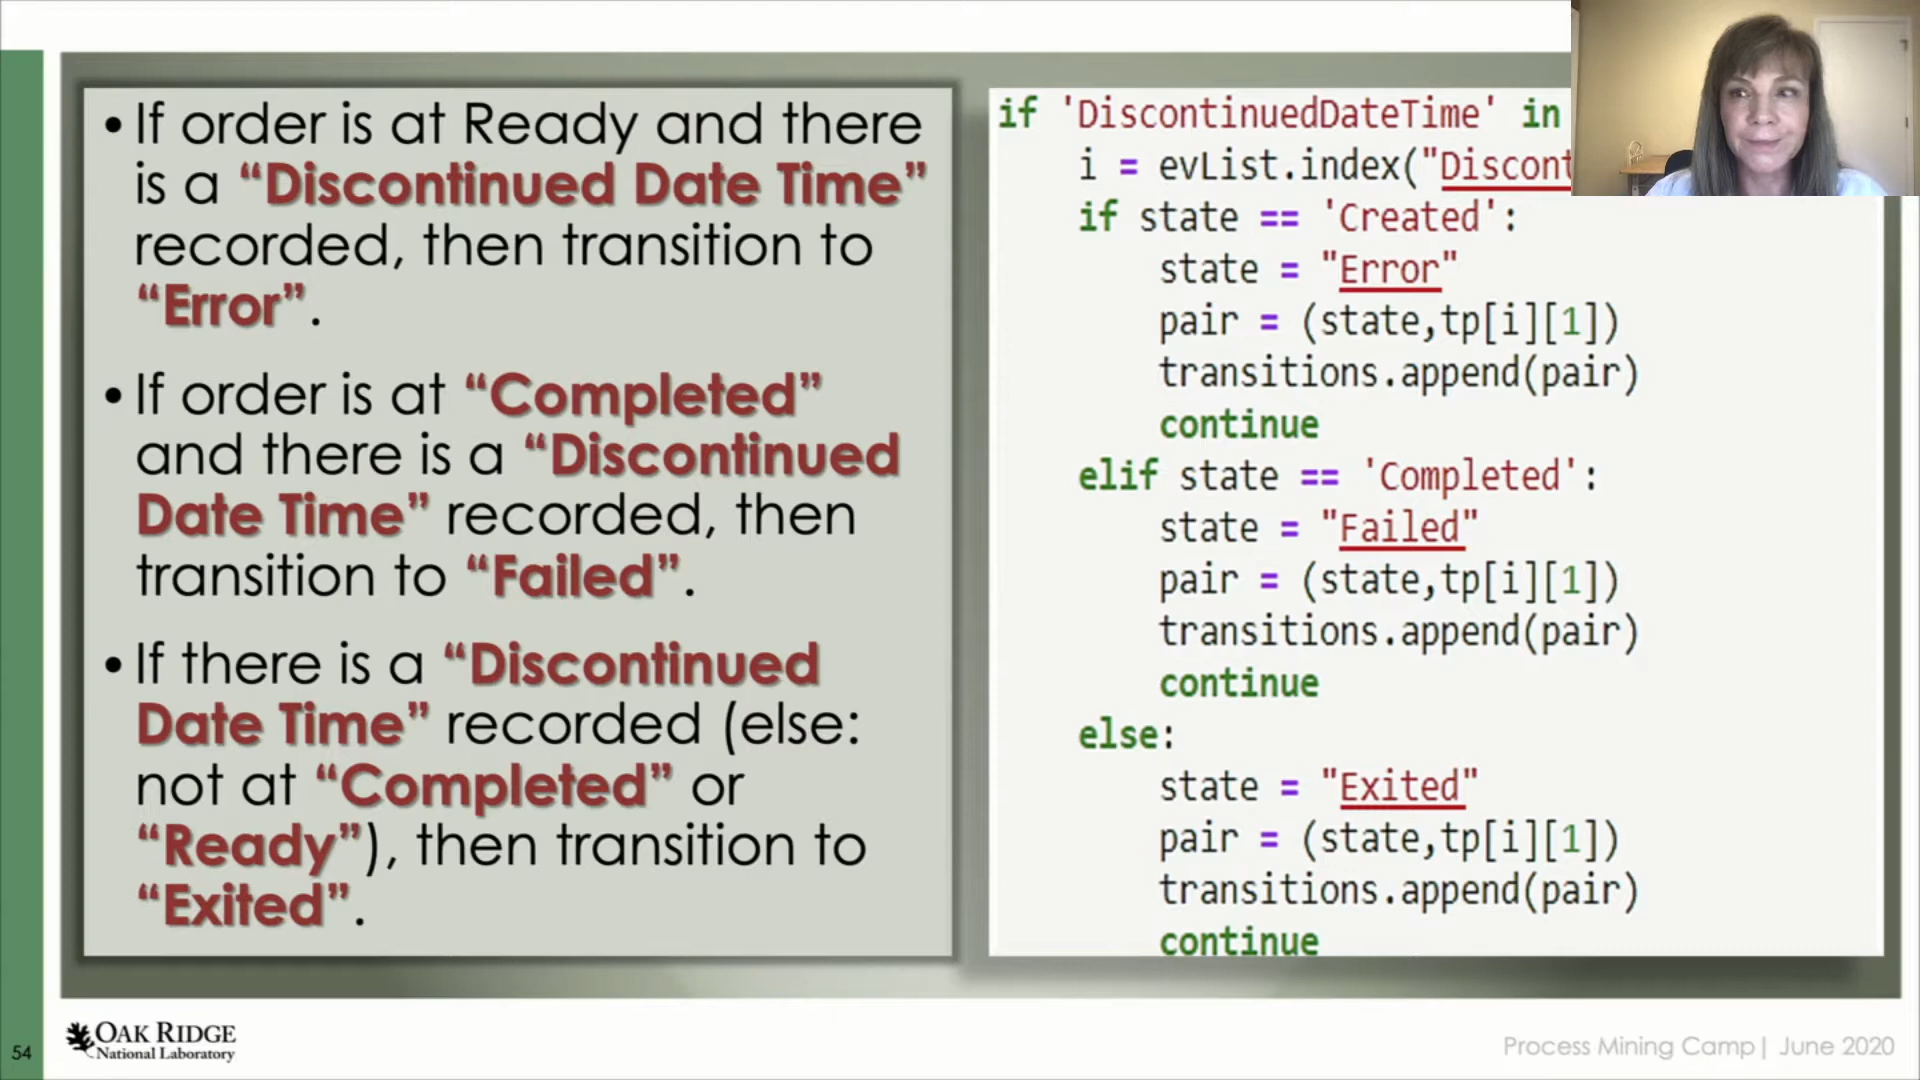 • If order is at Ready and there
is a “Discontinued Date Time”
recorded, then transition to
“Error”.
• If order is at “Completed”
and there is a “Discontinued
Date Time” recorded, then
transition to “Failed”.
• If there is a “Discontinued
Date Time” recorded (else:
not at “Completed” or
“Ready”), then transition to
“Exited”.
if 'DiscontinuedDateTime' in
i = evList.index("Discont
if state == 'Created':
state = "Error"
pair = (state,tp[i][1])
transitions.append(pair)
continue
elif state == 'Completed':
state = "Failed"
pair = (state,tp[i][1])
transitions.append(pair)
continue
else:
state = "Exited"
pair = (state,tp[i][1])
transitions.append(pair)
continue
54
OAK RIDGE
National Laboratory
Process Mining Camp| June 2020